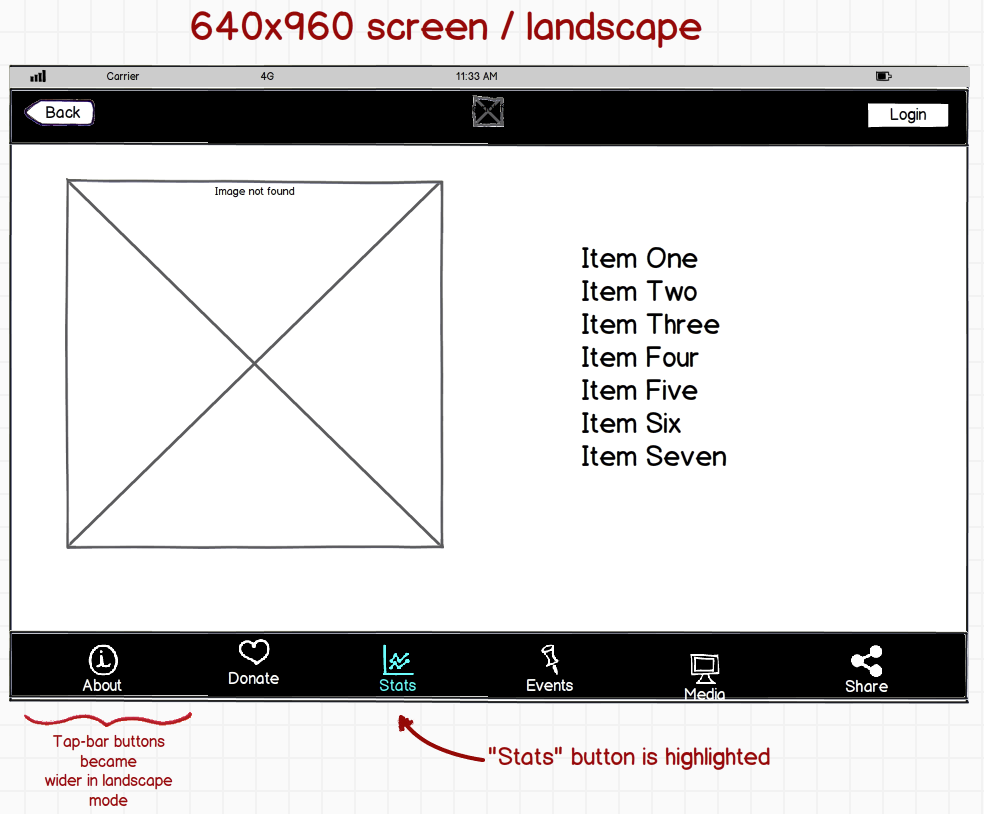 640x960 screen / landscape
Carrier 4G 11:33 AM
Back Login
Image not found
Item One
Item Two
Item Three
Item Four
Item Five
Item Six
Item Seven
About Donate Stats Events Media Share
Tap-bar buttons
became
wider in landscape
mode
"Stats" button is highlighted